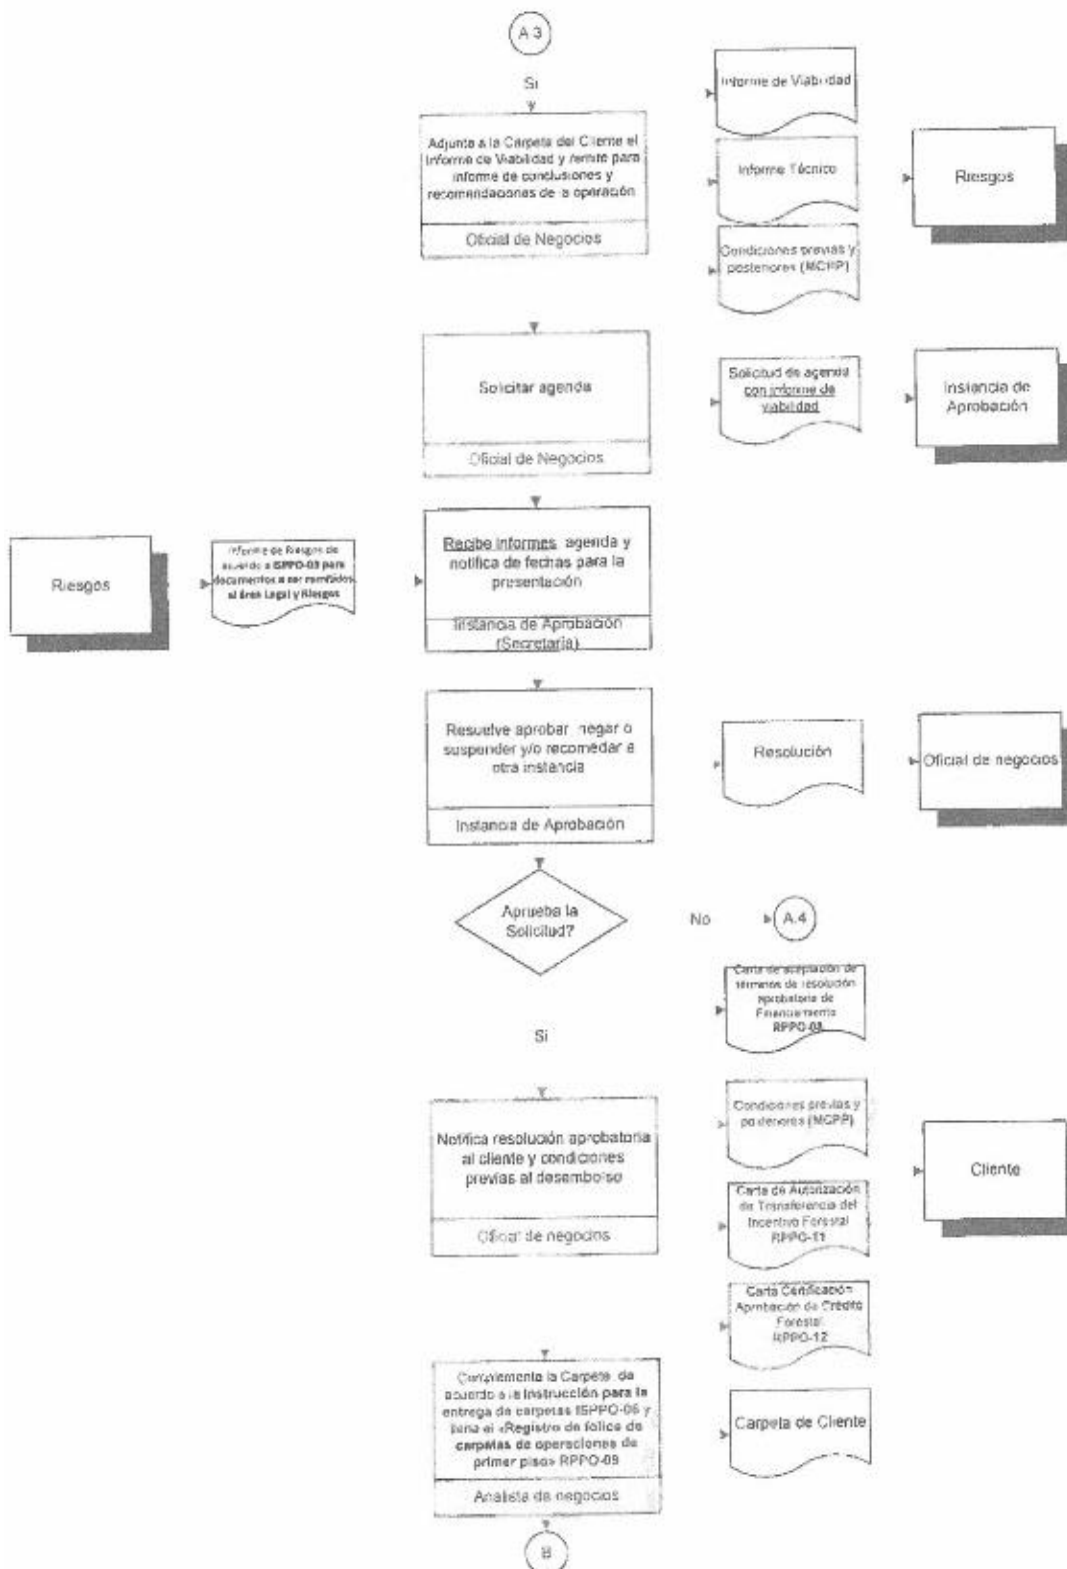 A 3
Si
Adjunta a la Carpeta del Cliente el
Informe de Viabilidad y remite para
informe de conclusiones y
recomendaciones de la operación
Oficial de Negocios
Informe de Viabilidad
Informe Técnico
Condiciones previas y
posteriores (MCPP)
Riesgos
Solicitar agenda
Oficial de Negocios
Solicitud de agenda
con informe de
viabilidad
Instancia de
Aprobación
Riesgos
Informe de Riesgos de
acuerdo a ISPPO-03 para
documentos a ser remitidos
al área Legal y Riesgos
Recibe informes agenda y
notifica de fechas para la
presentación
Instancia de Aprobación
(Secretaría)
Resuelve aprobar negar o
suspender y/o recomedar a
otra instancia
Instancia de Aprobación
Resolución
Oficial de negocios
Aprueba la
Solicitud?
No
A.4
Si
Carta de aceptación de
términos de resolución
aprobatoria de
Financiamiento
RPPO-08
Notifica resolución aprobatoria
al cliente y condiciones
previas al desembolso
Oficial de negocios
Condiciones previas y
posteriores (MCPP)
Carta de Autorización
de Transferencia del
Incentivo Forestal
RPPO-11
Cliente
Carta Certificación
Aprobación de Crédito
Forestal
RPPO-12
Complementa la Carpeta de
acuerdo a la Instrucción para la
entrega de carpetas ISPPO-06 y
llena el «Registro de folios de
carpetas de operaciones de
primer piso» RPPO-09
Analista de negocios
Carpeta de Cliente
B